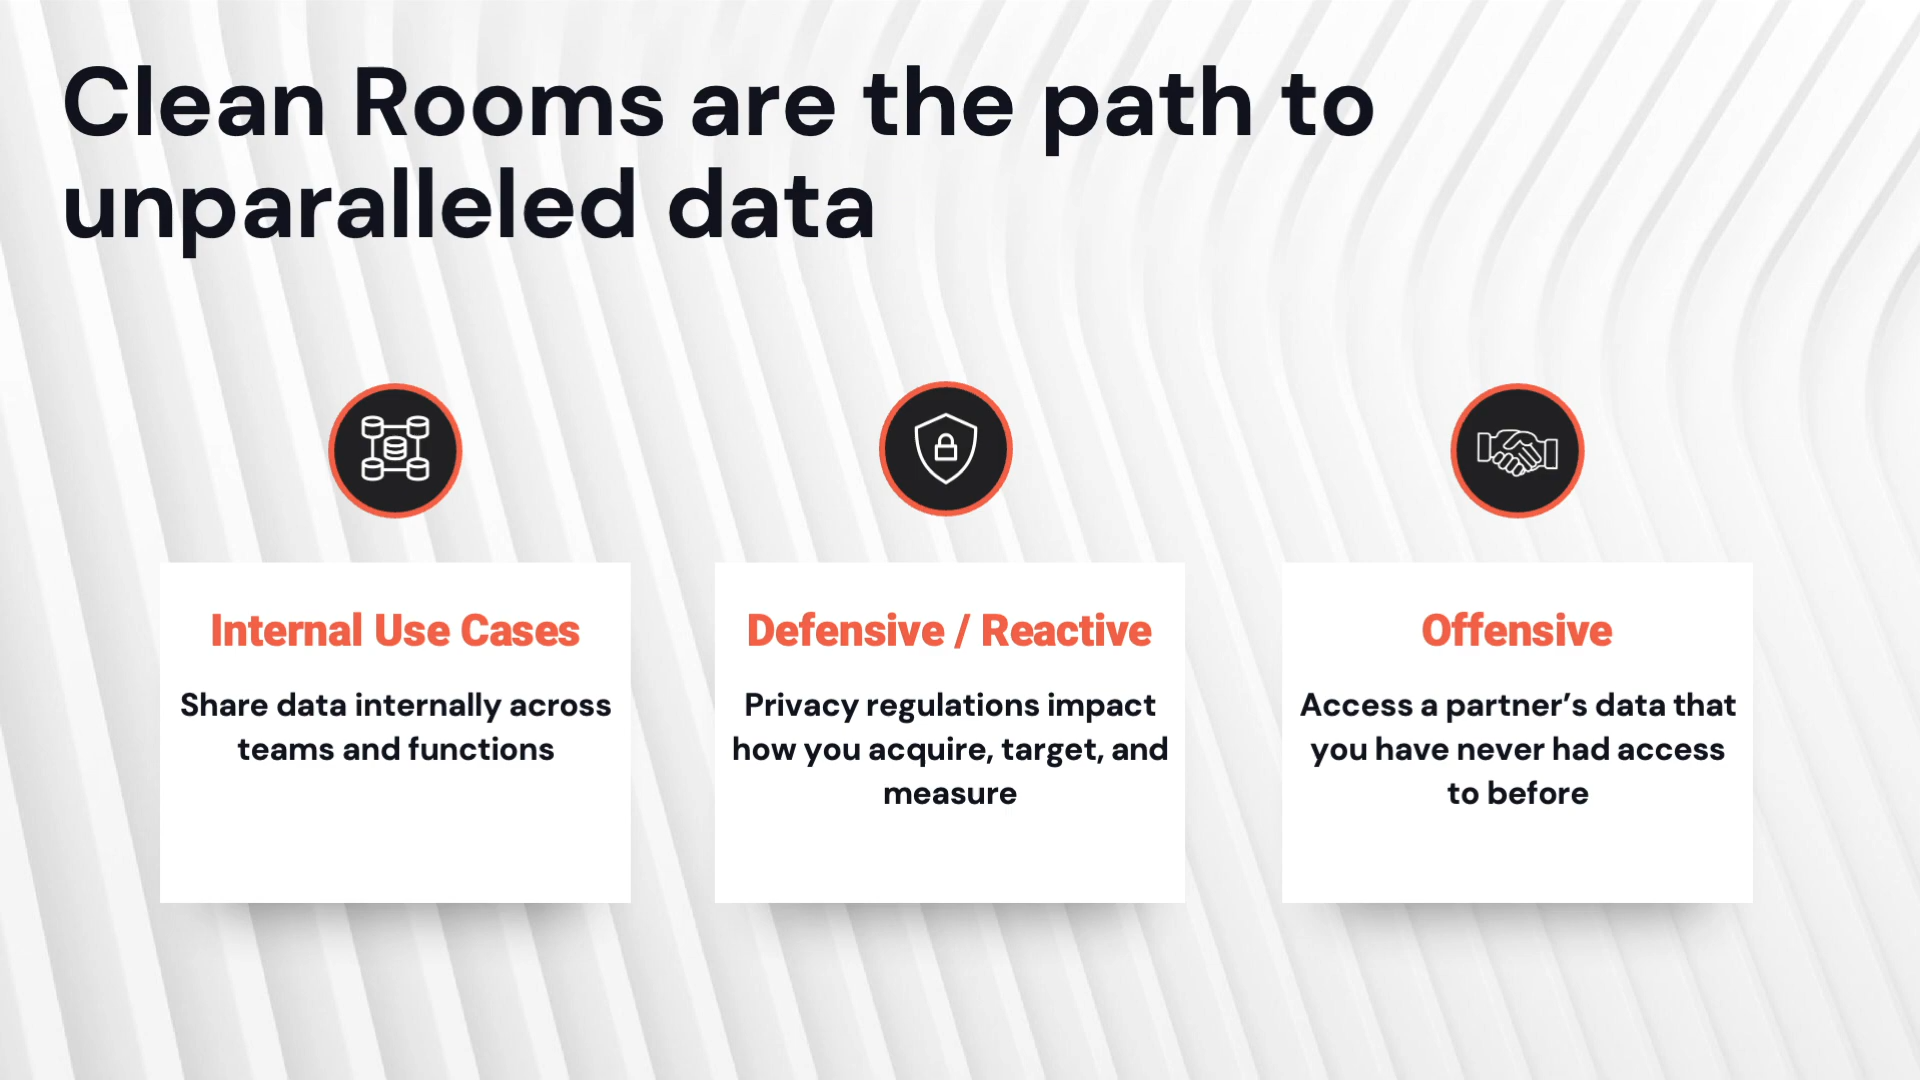 Clean Rooms are the path to
unparalleled data
Internal Use Cases
Share data internally across
teams and functions
Defensive / Reactive
Privacy regulations impact
how you acquire, target, and
measure
Offensive
Access a partner’s data that
you have never had access
to before